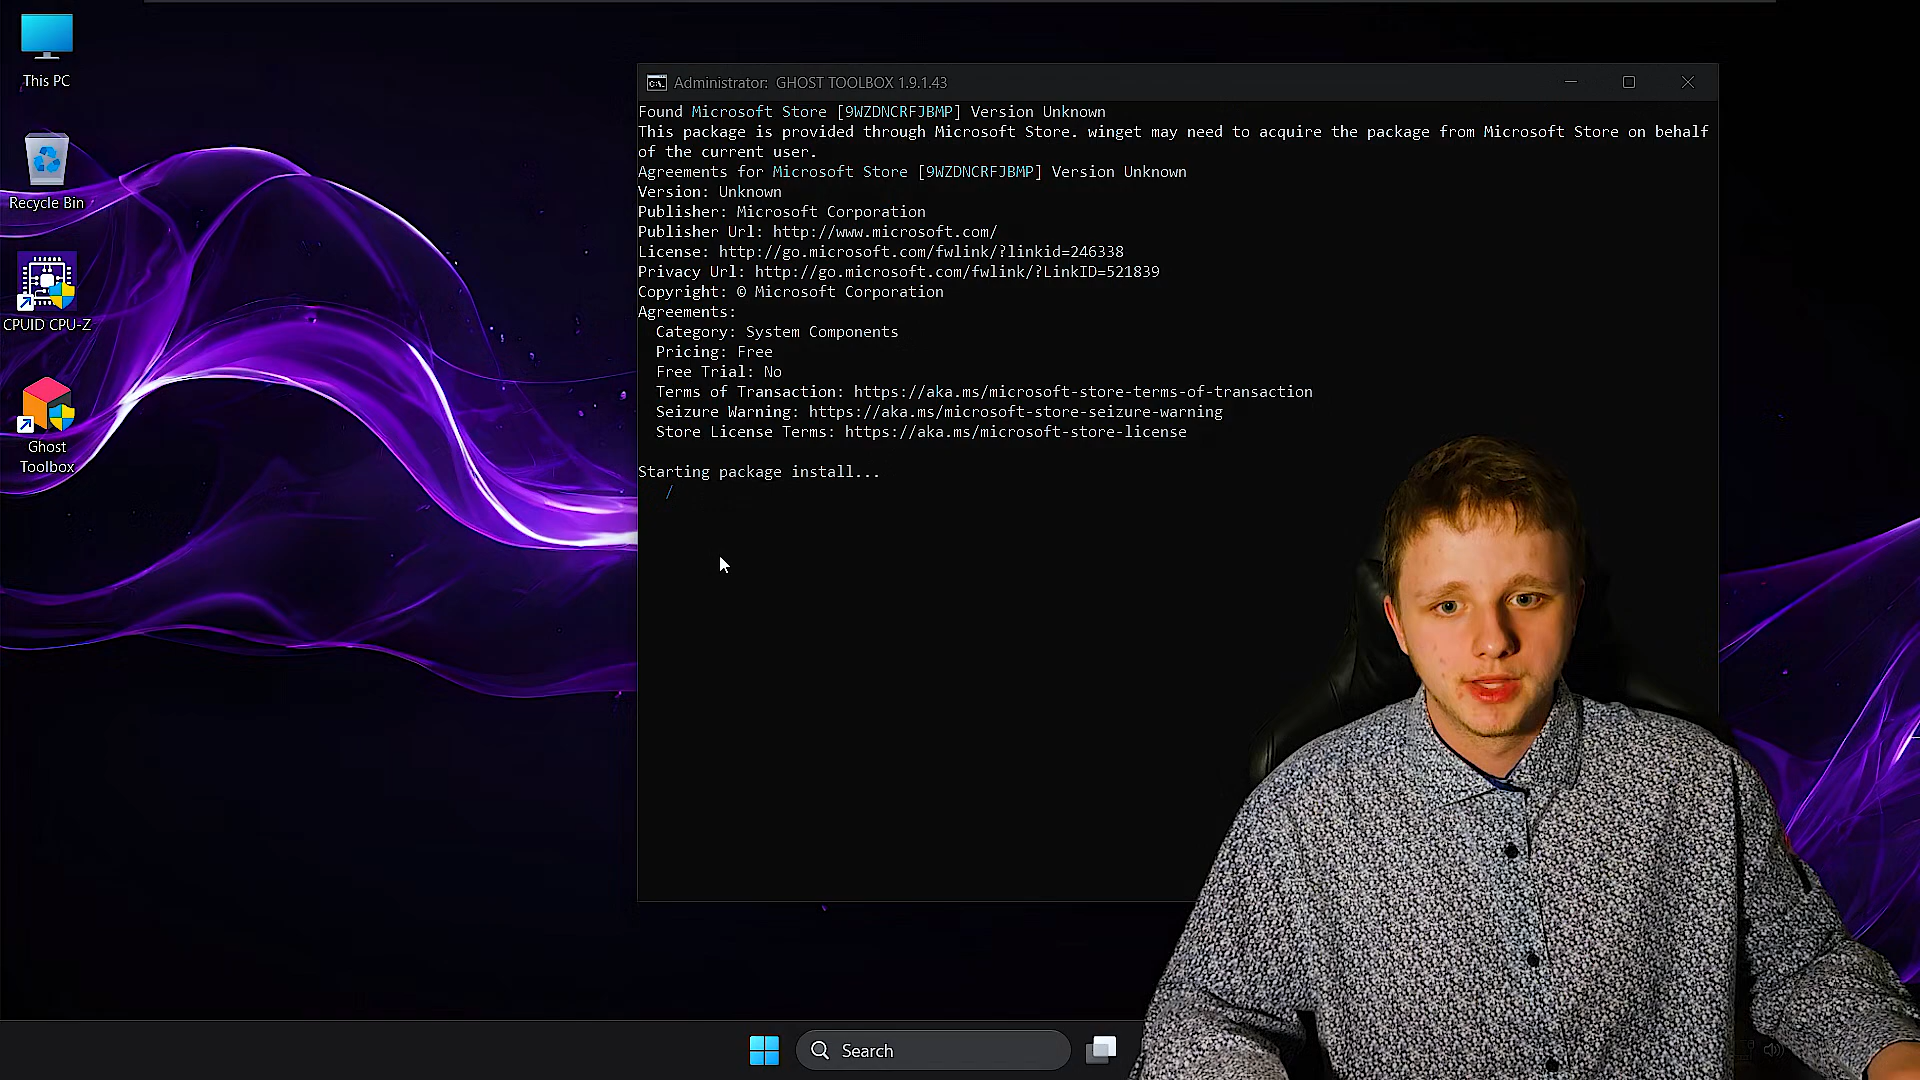 This PC
Recycle Bin
CPUID CPU-Z
Ghost
Toolbox
Administrator: GHOST TOOLBOX 1.9.1.43
Found Microsoft Store [9WZDNCRFJBMP] Version Unknown
This package is provided through Microsoft Store. winget may need to acquire the package from Microsoft Store on behalf
of the current user.
Agreements for Microsoft Store [9WZDNCRFJBMP] Version Unknown
Version: Unknown
Publisher: Microsoft Corporation
Publisher Url: http://www.microsoft.com/
License: http://go.microsoft.com/fwlink/?linkid=246338
Privacy Url: http://go.microsoft.com/fwlink/?LinkID=521839
Copyright: © Microsoft Corporation
Agreements:
Category: System Components
Pricing: Free
Free Trial: No
Terms of Transaction: https://aka.ms/microsoft-store-terms-of-transaction
Seizure Warning: https://aka.ms/microsoft-store-seizure-warning
Store License Terms: https://aka.ms/microsoft-store-license
Starting package install...
/
Search